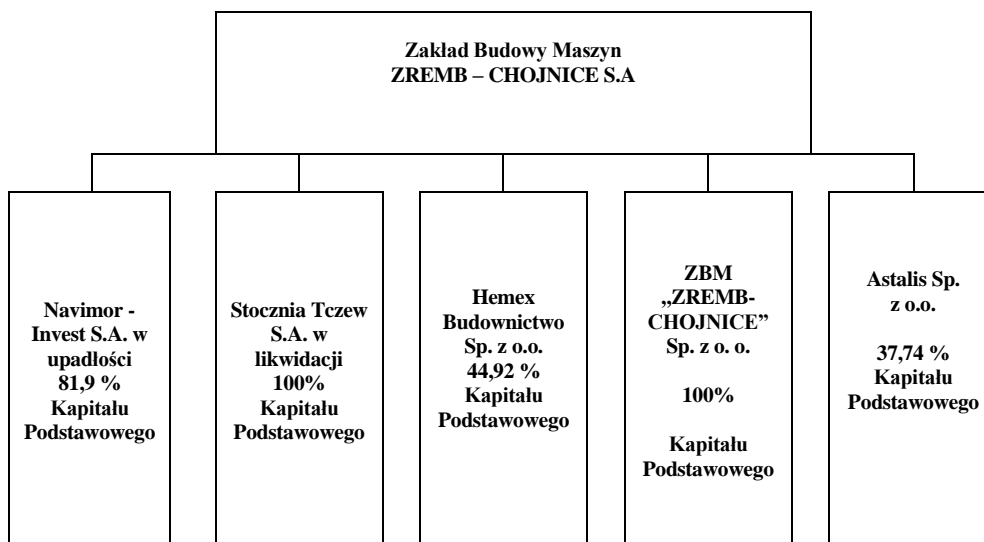 Zakład Budowy Maszyn
ZREMB – CHOJNICE S.A
Navimor -
Invest S.A. w
upadłości
81,9 %
Kapitału
Podstawowego
Stocznia Tczew
S.A. w
likwidacji
100%
Kapitału
Podstawowego
Hemex
Budownictwo
Sp. z o.o.
44,92 %
Kapitału
Podstawowego
ZBM
„ZREMB-
CHOJNICE”
Sp. z o. o.
100%
Kapitału
Podstawowego
Astalis Sp.
z o.o.
37,74 %
Kapitału
Podstawowego